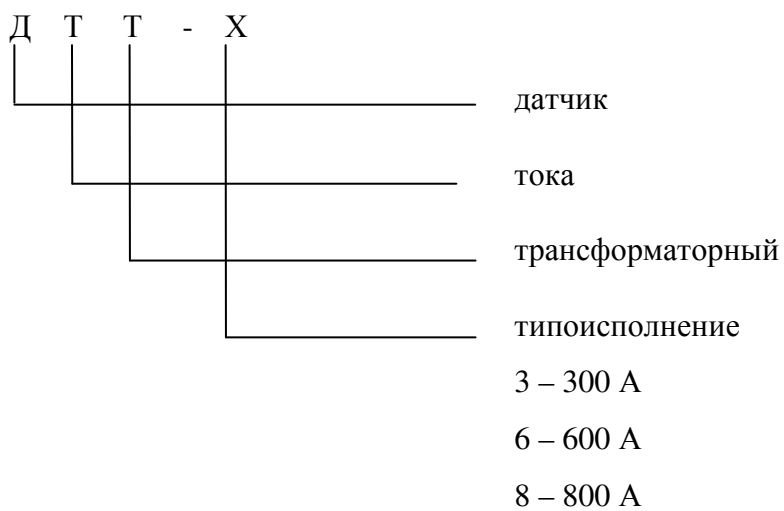 Д Т Т - Х
датчик
тока
трансформаторный
типоисполнение
3 – 300 А
6 – 600 А
8 – 800 А